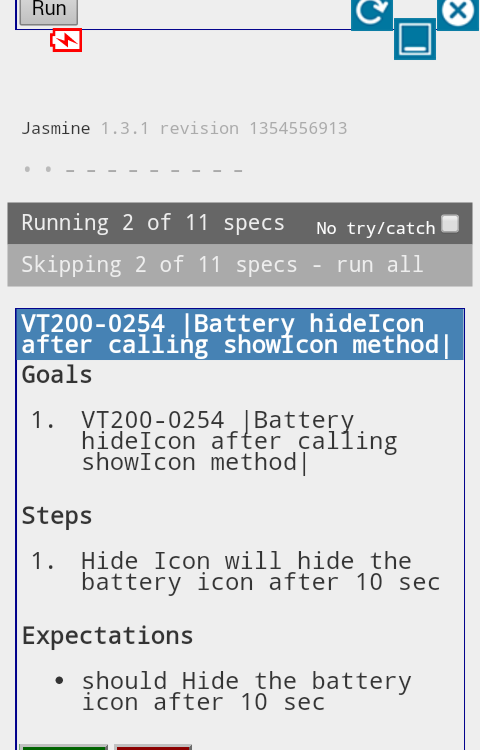 Run
Jasmine 1.3.1 revision 1354556913
Running 2 of 11 specs No try/catch
Skipping 2 of 11 specs - run all
VT200-0254 |Battery hideIcon
after calling showIcon method|
Goals
1. VT200-0254 |Battery
hideIcon after calling
showIcon method|
Steps
1. Hide Icon will hide the
battery icon after 10 sec
Expectations
• should Hide the battery
icon after 10 sec